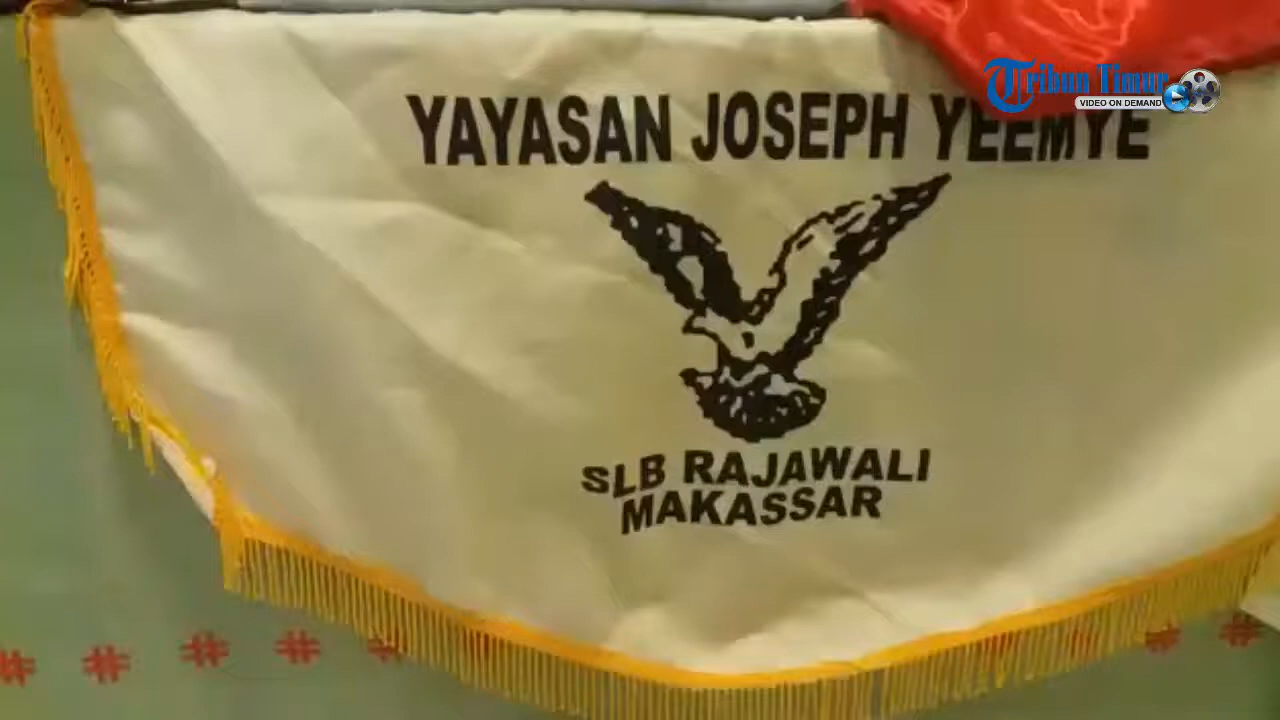 Tribun Timur
VIDEO ON DEMAND
YAYASAN JOSEPH YEEMYE
SLB RAJAWALI
MAKASSAR